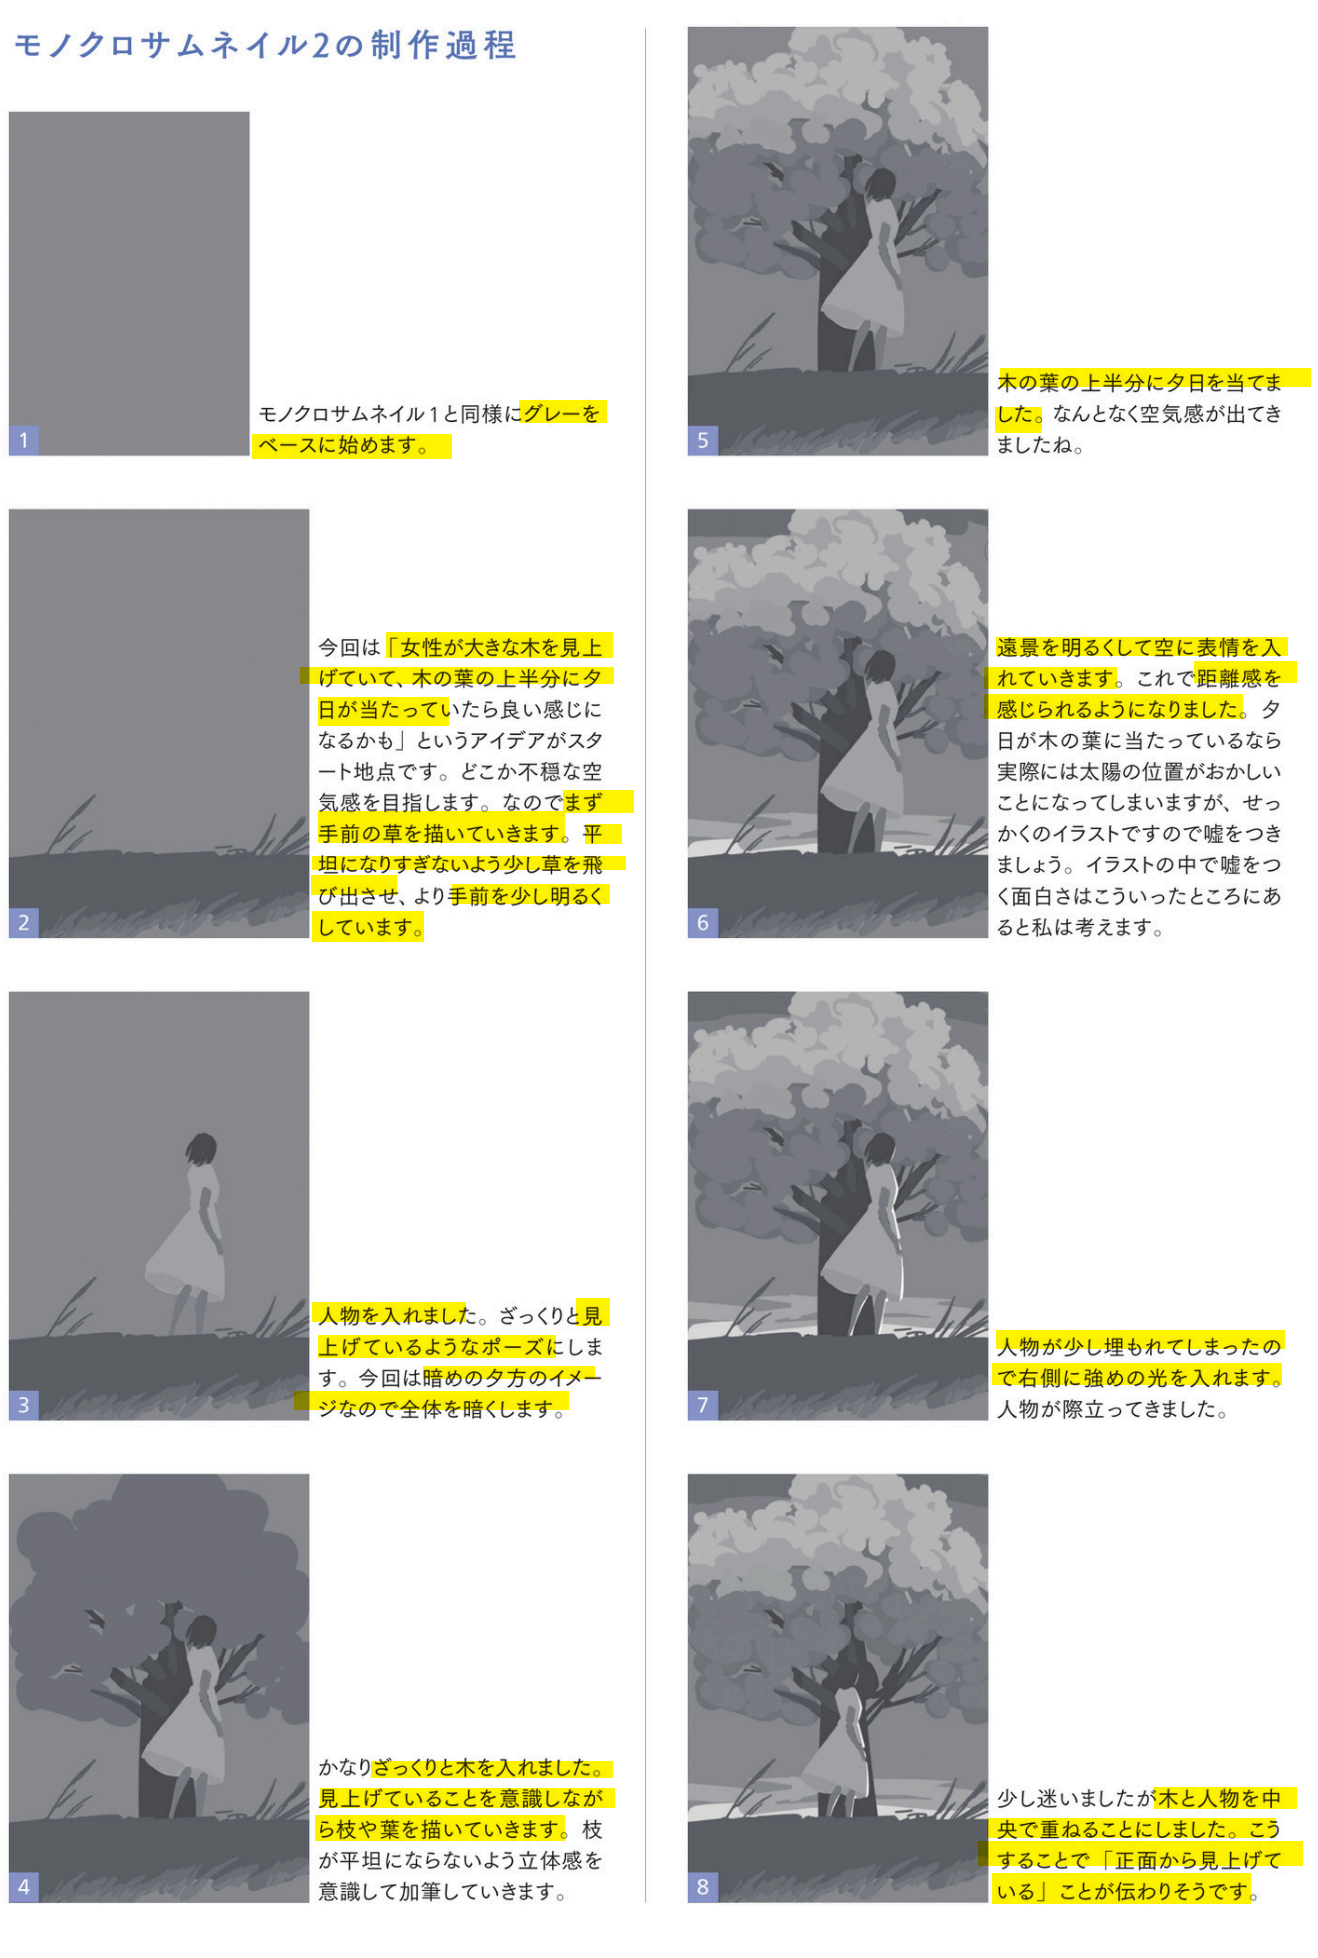 モノクロサムネイル2の制作過程
モノクロサムネイル1と同様にグレーを
ベースに始めます。
1
今回は「女性が大きな木を見上
げていて、木の葉の上半分に夕
日が当たっていたら良い感じに
なるかも」というアイデアがスタ
ート地点です。どこか不穏な空
気感を目指します。なのでまず
手前の草を描いていきます。平
坦になりすぎないよう少し草を飛
び出させ、より手前を少し明るく
しています。
2
人物を入れました。ざっくりと見
上げているようなポーズにしま
す。今回は暗めの夕方のイメー
ジなので全体を暗くします。
3
かなりざっくりと木を入れました。
見上げていることを意識しなが
ら枝や葉を描いていきます。枝
が平坦にならないよう立体感を
意識して加筆していきます。
4
木の葉の上半分に夕日を当てま
した。なんとなく空気感が出てき
ましたね。
5
遠景を明るくして空に表情を入
れていきます。これで距離感を
感じられるようになりました。夕
日が木の葉に当たっているなら
実際には太陽の位置がおかしい
ことになってしまいますが、せっ
かくのイラストですので嘘をつき
ましょう。イラストの中で嘘をつ
く面白さはこういったところにあ
ると私は考えます。
6
人物が少し埋もれてしまったの
で右側に強めの光を入れます。
人物が際立ってきました。
7
少し迷いましたが木と人物を中
央で重ねることにしました。こう
することで「正面から見上げて
いる」ことが伝わりそうです。
8